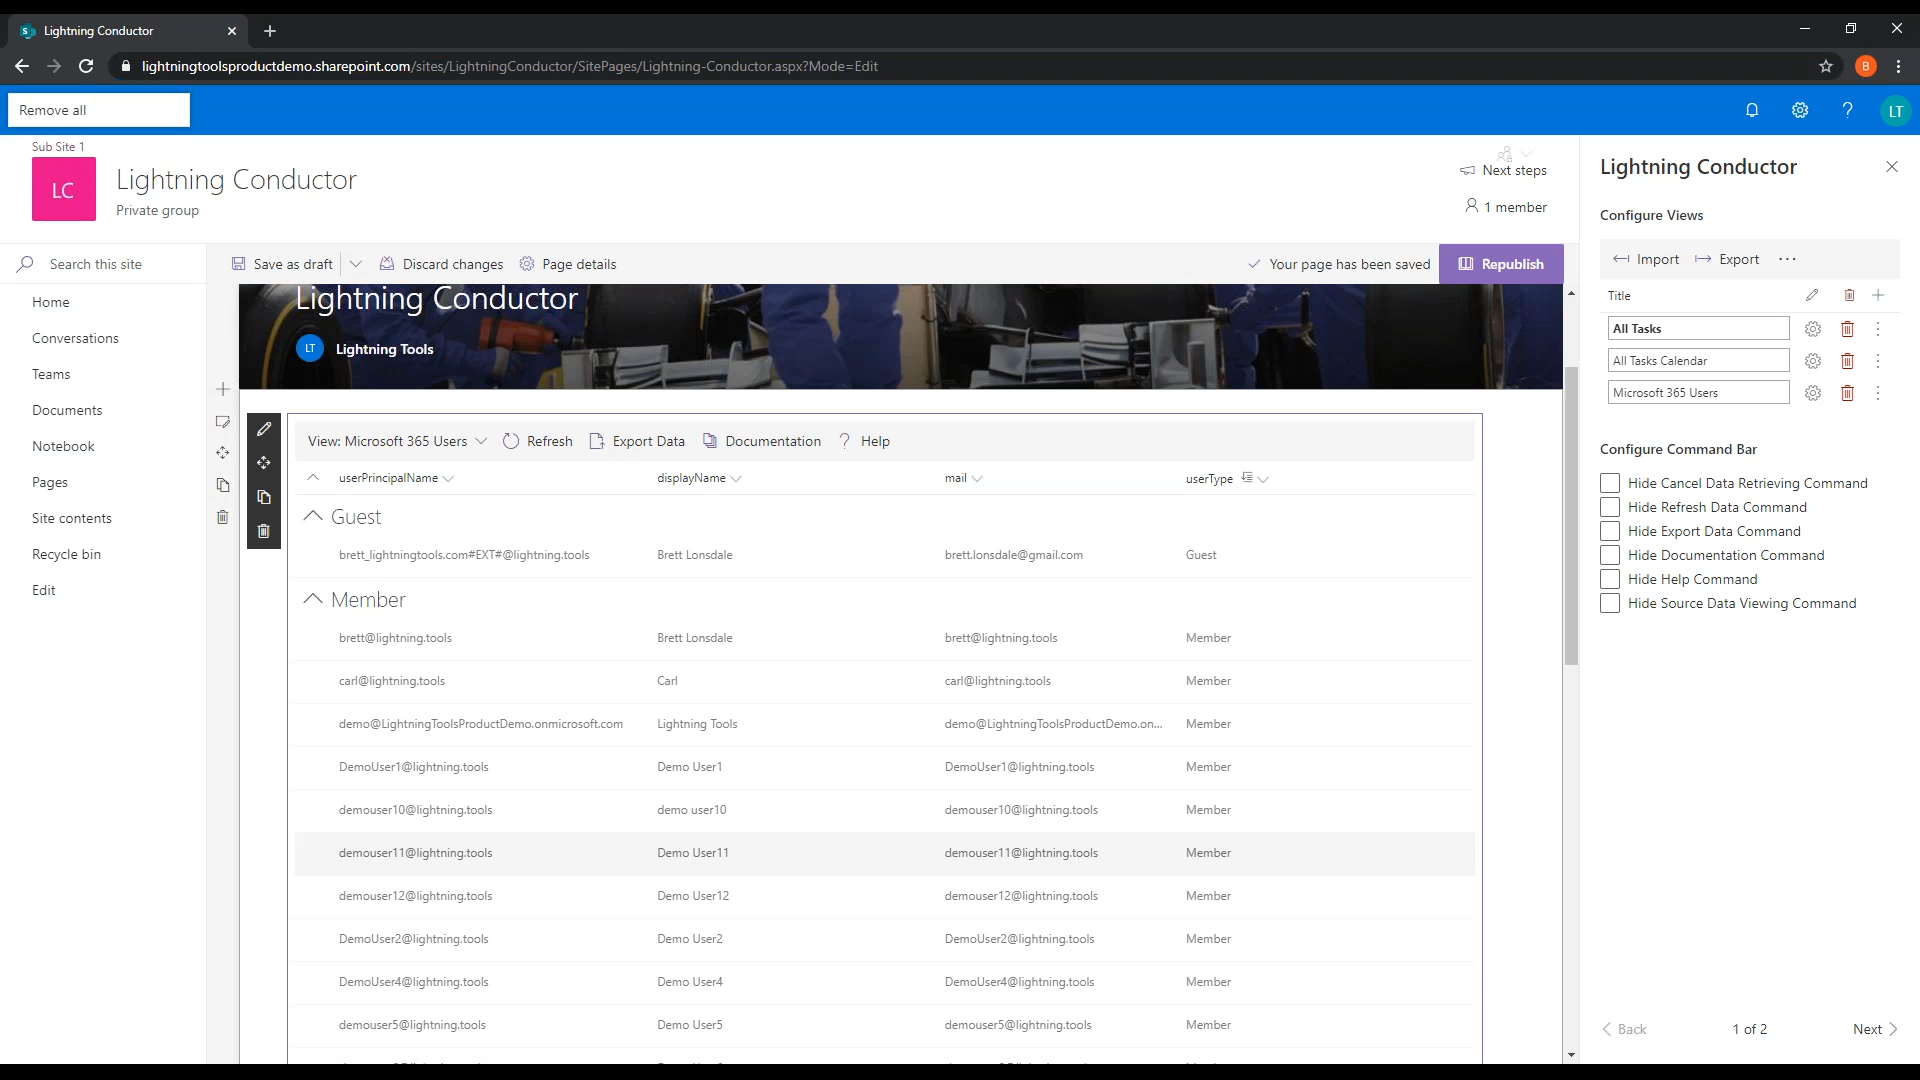 Lightning Conductor
lightningtoolsproductdemo.sharepoint.com/sites/LightningConductor/SitePages/Lightning-Conductor.aspx?Mode=Edit
B
Remove all
LT
Sub Site 1
LC
Lightning Conductor
Private group
Next steps
1 member
Search this site
Home
Conversations
Teams
Documents
Notebook
Pages
Site contents
Recycle bin
Edit
Save as draft
Discard changes
Page details
Your page has been saved
Republish
Lightning Conductor
LT Lightning Tools
View: Microsoft 365 Users Refresh Export Data Documentation ? Help
userPrincipalName displayName mail userType
Guest
brett_lightningtools.com#EXT#@lightning.tools Brett Lonsdale brett.lonsdale@gmail.com Guest
Member
brett@lightning.tools Brett Lonsdale brett@lightning.tools Member
carl@lightning.tools Carl carl@lightning.tools Member
demo@LightningToolsProductDemo.onmicrosoft.com Lightning Tools demo@LightningToolsProductDemo.on... Member
DemoUser1@lightning.tools Demo User1 DemoUser1@lightning.tools Member
demouser10@lightning.tools demo user10 demouser10@lightning.tools Member
demouser11@lightning.tools Demo User11 demouser11@lightning.tools Member
demouser12@lightning.tools Demo User12 demouser12@lightning.tools Member
DemoUser2@lightning.tools Demo User2 DemoUser2@lightning.tools Member
DemoUser4@lightning.tools Demo User4 DemoUser4@lightning.tools Member
demouser5@lightning.tools Demo User5 demouser5@lightning.tools Member
Lightning Conductor
Configure Views
Import Export ...
Title
All Tasks
All Tasks Calendar
Microsoft 365 Users
Configure Command Bar
Hide Cancel Data Retrieving Command
Hide Refresh Data Command
Hide Export Data Command
Hide Documentation Command
Hide Help Command
Hide Source Data Viewing Command
Back 1 of 2 Next